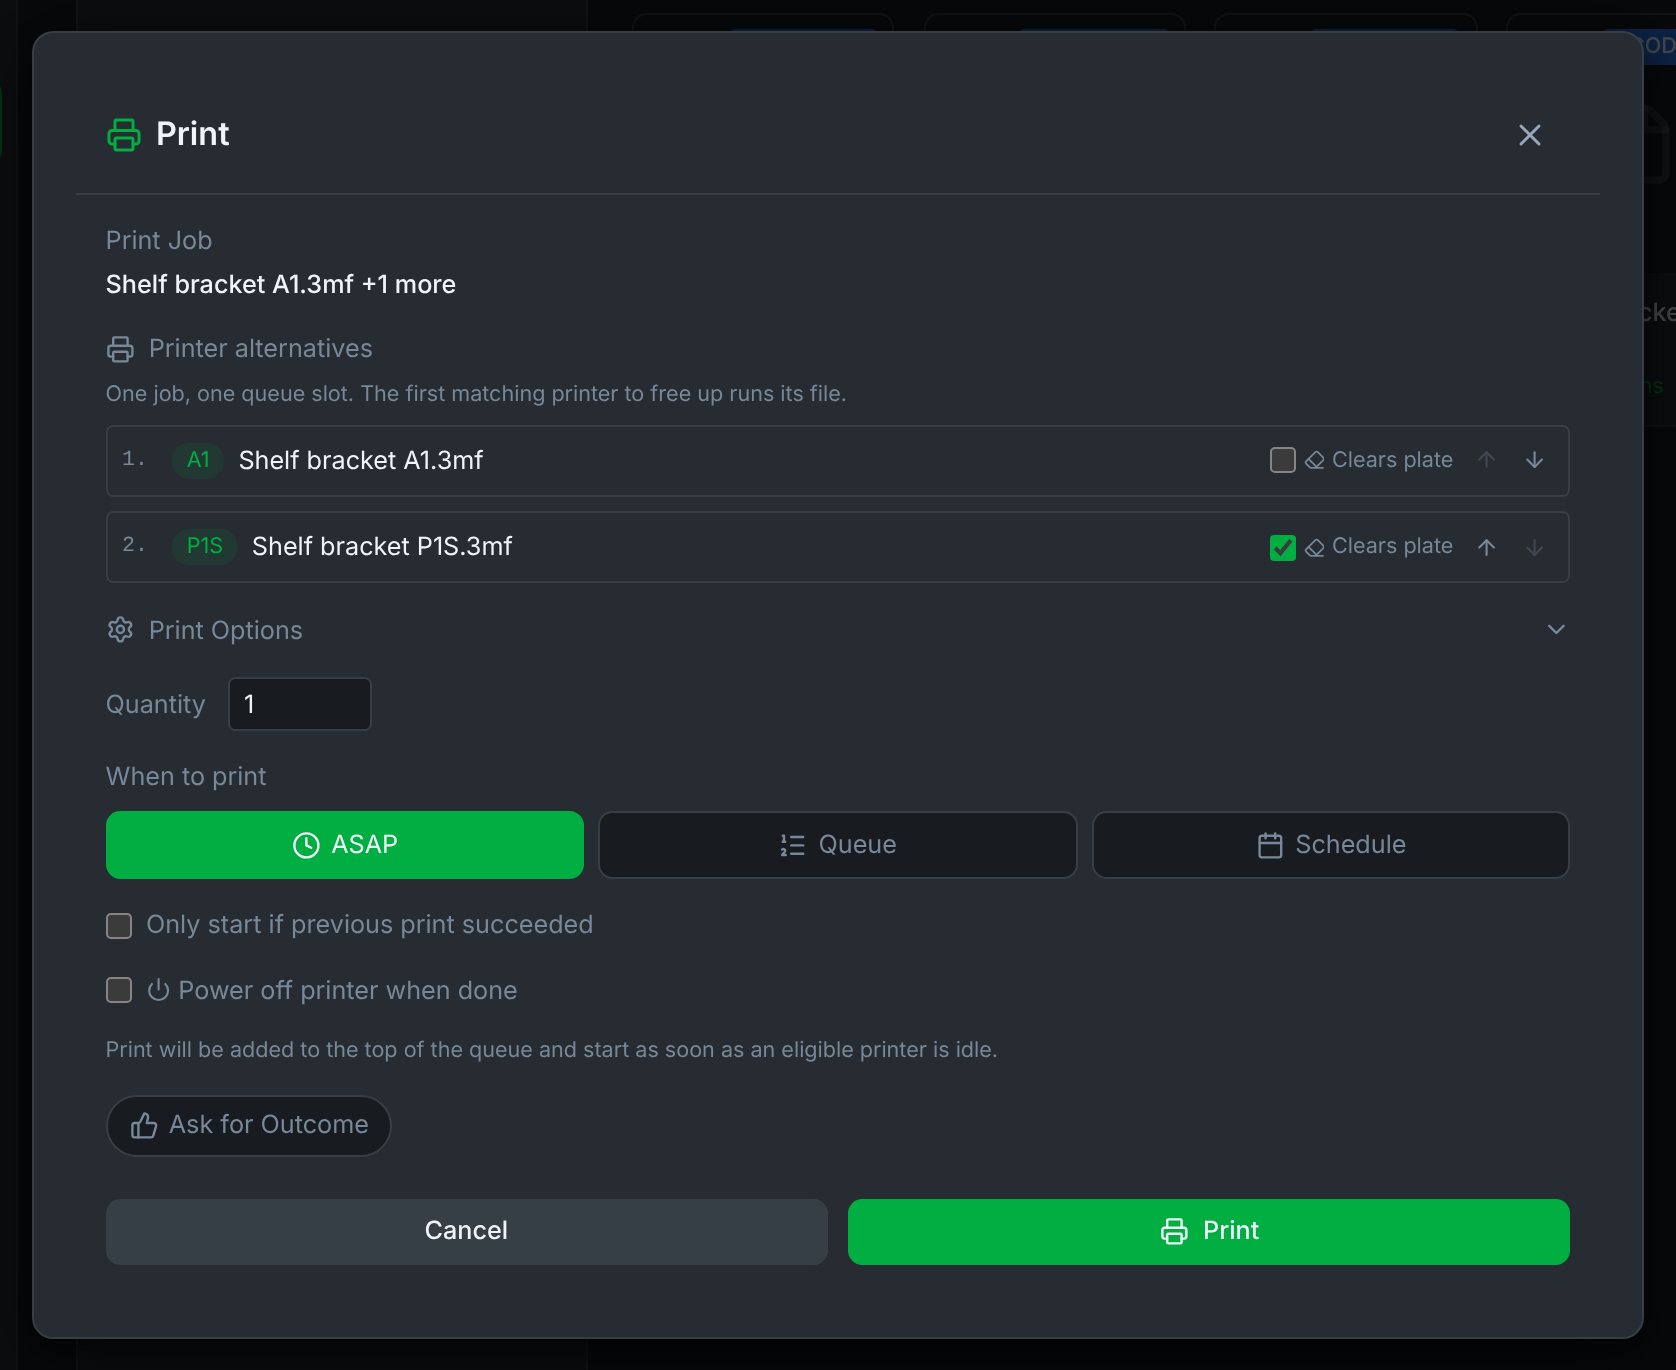 Print
Print Job
Shelf bracket A1.3mf +1 more
Printer alternatives
One job, one queue slot. The first matching printer to free up runs its file.
1. A1 Shelf bracket A1.3mf Clears plate
2. P1S Shelf bracket P1S.3mf Clears plate
Print Options
Quantity 1
When to print
ASAP Queue Schedule
Only start if previous print succeeded
Power off printer when done
Print will be added to the top of the queue and start as soon as an eligible printer is idle.
Ask for Outcome
Cancel Print